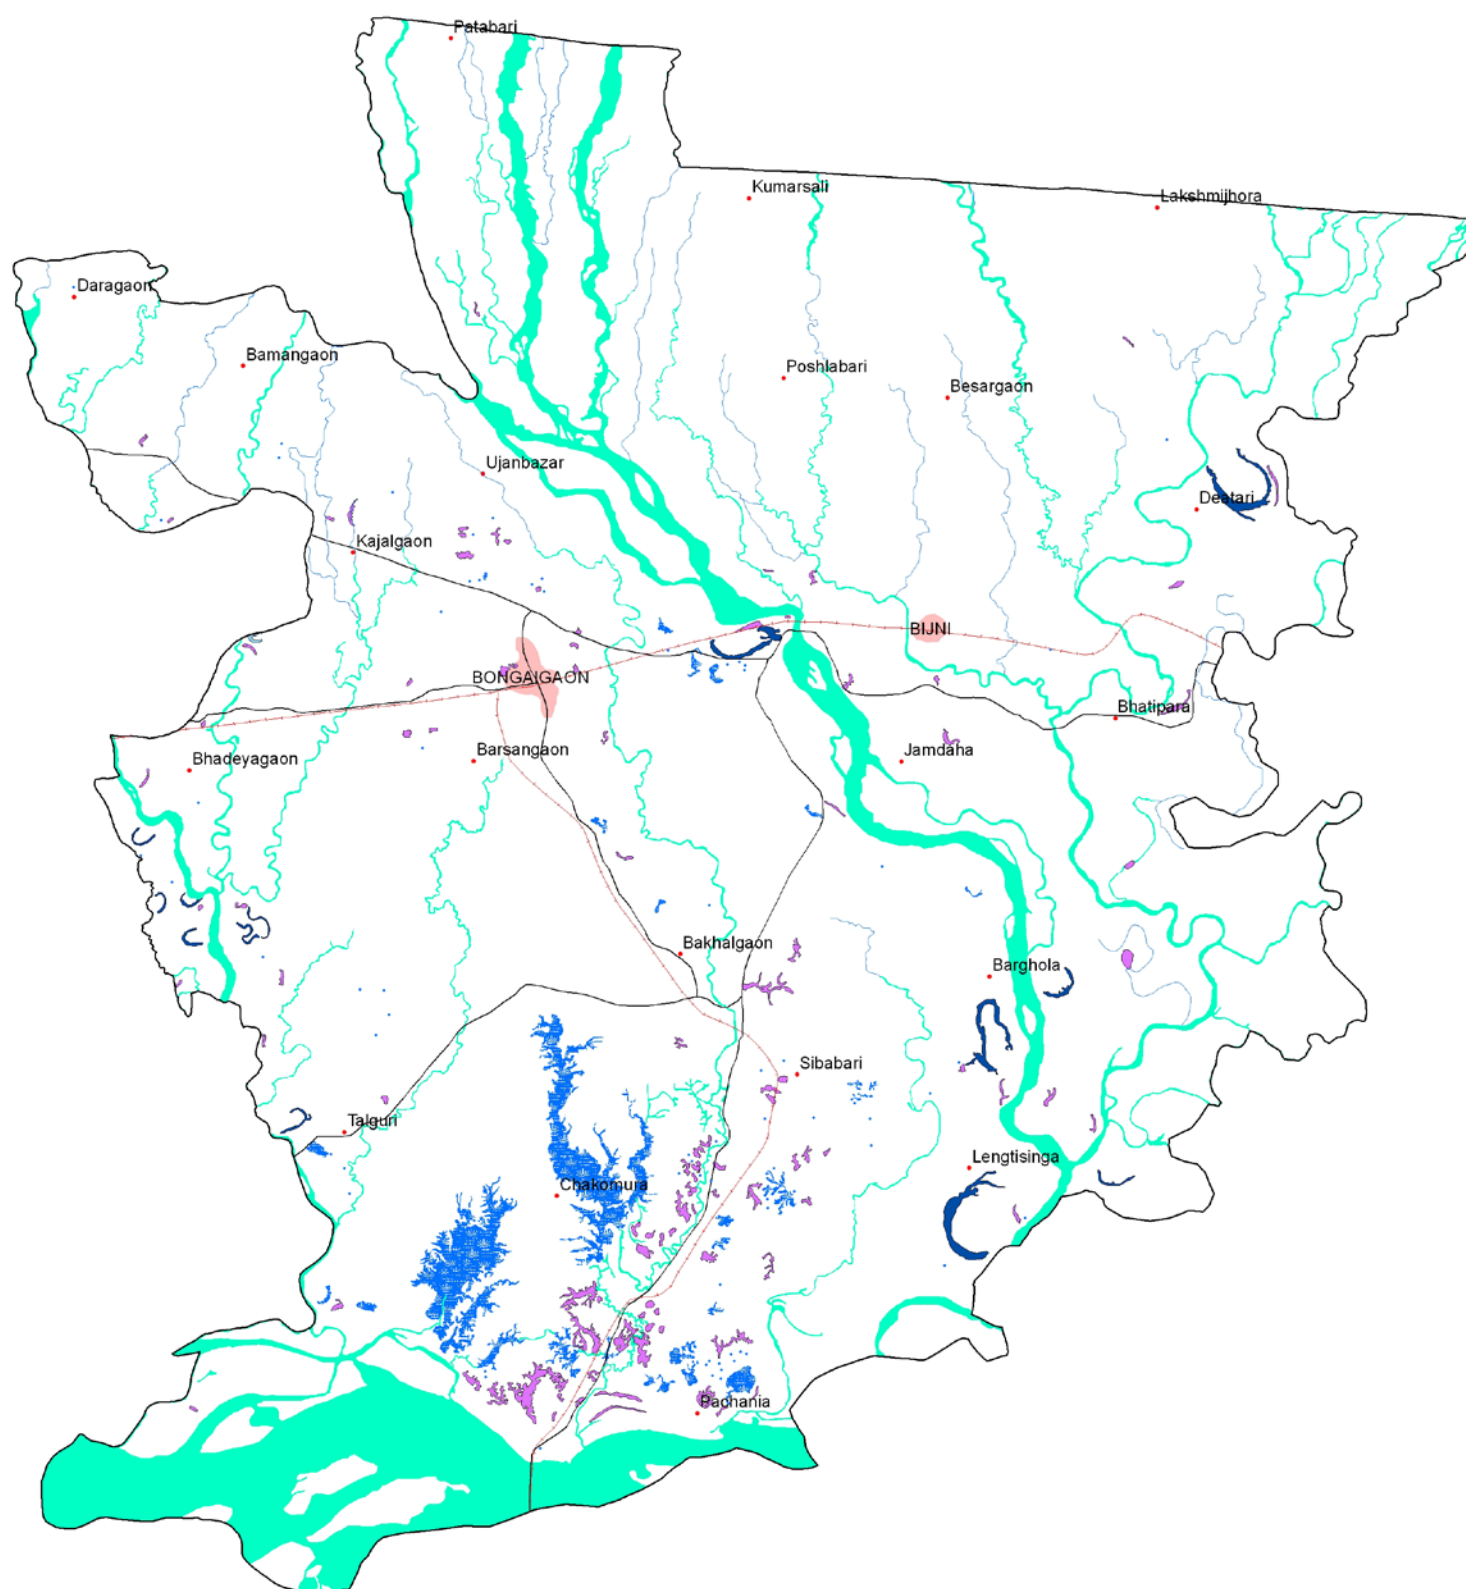 Patabari
Kumarsali
Lakshmijhora
Daragaon
Bamangaon
Poshlabari
Besargaon
Ujanbazar
Deetari
Kajalgaon
BIJNI
BONGAIGAON
Bhatipara
Barsangaon
Jamdaha
Bhadeyagaon
Bakhalgaon
Barghola
Sibabari
Talguri
Lengtisinga
Chakomura
Pachania